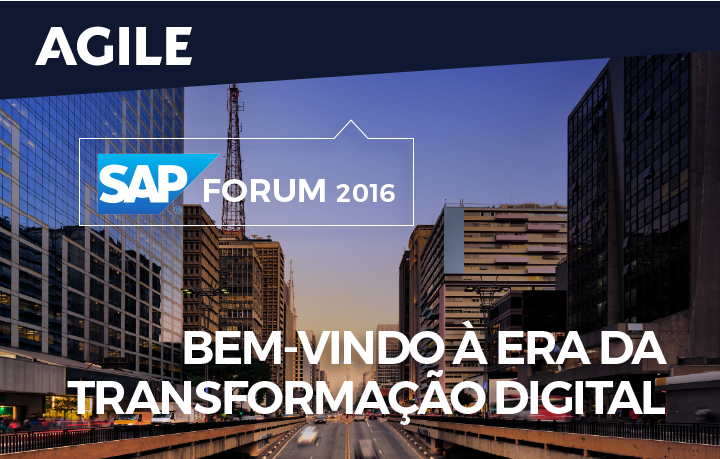 AGILE
SAP® FORUM 2016
BEM-VINDO À ERA DA
TRANSFORMAÇÃO DIGITAL